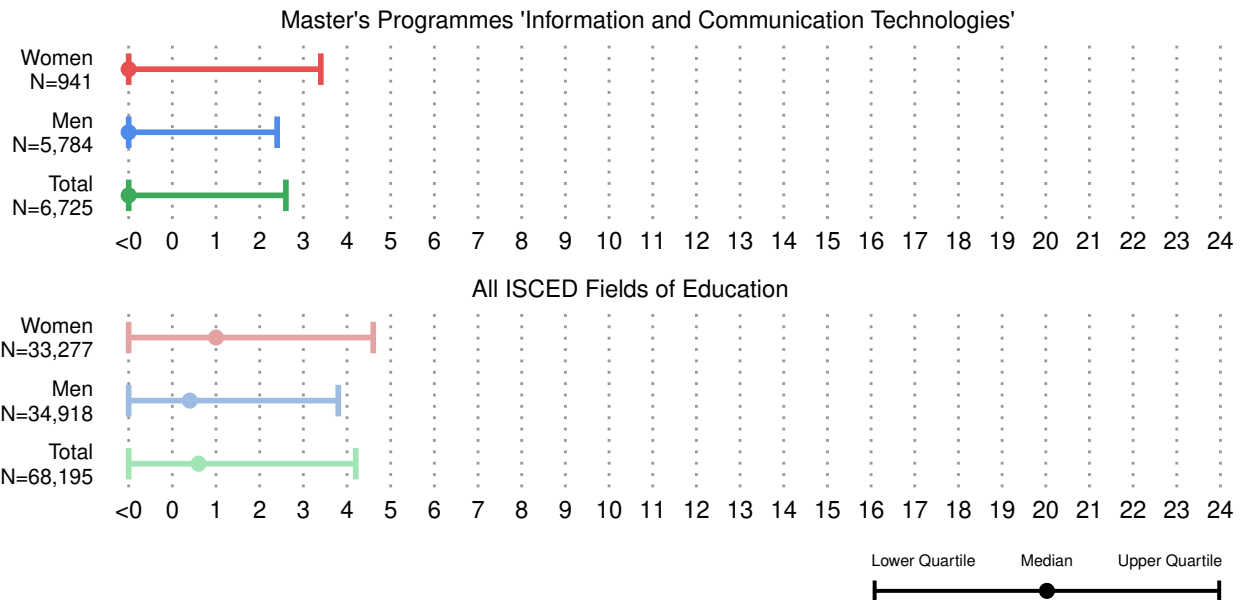 Master's Programmes 'Information and Communication Technologies'
Women
N=941
Men
N=5,784
Total
N=6,725
<0 0 1 2 3 4 5 6 7 8 9 10 11 12 13 14 15 16 17 18 19 20 21 22 23 24
All ISCED Fields of Education
Women
N=33,277
Men
N=34,918
Total
N=68,195
<0 0 1 2 3 4 5 6 7 8 9 10 11 12 13 14 15 16 17 18 19 20 21 22 23 24
Lower Quartile Median Upper Quartile